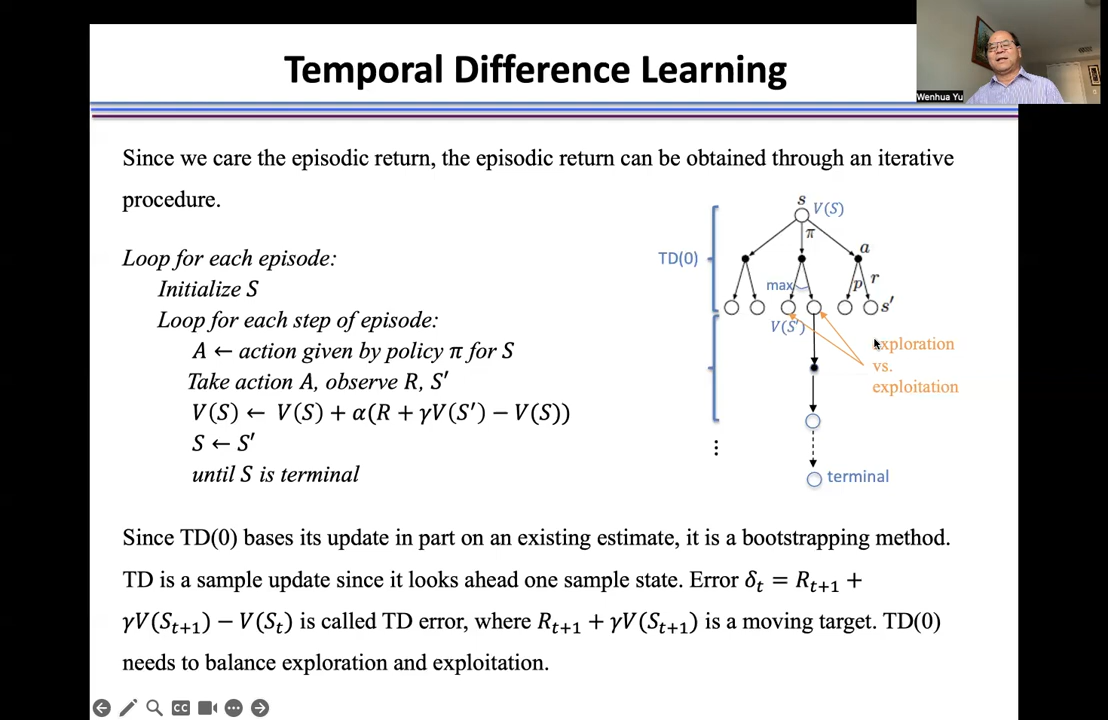 Temporal Difference Learning
Wenhua Yu
Since we care the episodic return, the episodic return can be obtained through an iterative
procedure.
Loop for each episode:
Initialize S
Loop for each step of episode:
A ← action given by policy π for S
Take action A, observe R, S′
V(S) ← V(S) + α(R + γV(S′) − V(S))
S ← S′
until S is terminal
s
V(S)
π
a
TD(0)
max
p
r
s′
V(S′)
exploration
vs.
exploitation
⋮
terminal
Since TD(0) bases its update in part on an existing estimate, it is a bootstrapping method.
TD is a sample update since it looks ahead one sample state. Error δₜ = Rₜ₊₁ +
γV(Sₜ₊₁) − V(Sₜ) is called TD error, where Rₜ₊₁ + γV(Sₜ₊₁) is a moving target. TD(0)
needs to balance exploration and exploitation.
CC